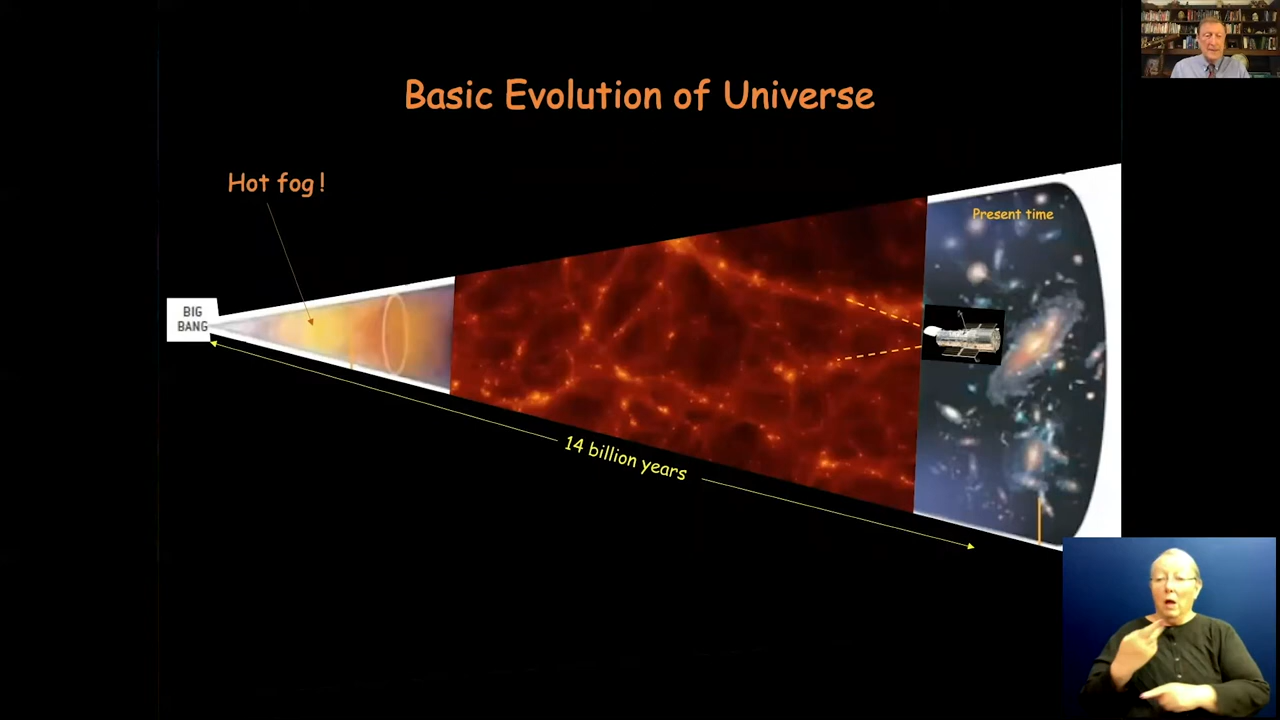 Basic Evolution of Universe
Hot fog!
Present time
BIG
BANG
14 billion years